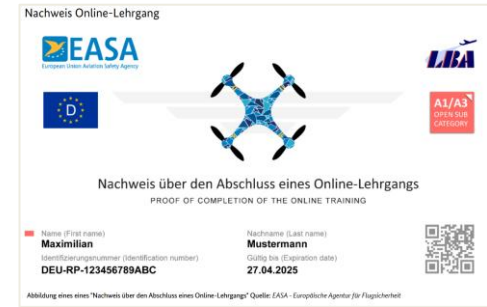 Nachweis Online-Lehrgang
EASA
European Union Aviation Safety Agency
LBA
D
A1/A3
OPEN SUB
CATEGORY
Nachweis über den Abschluss eines Online-Lehrgangs
PROOF OF COMPLETION OF THE ONLINE TRAINING
Name (First name)
Nachname (Last name)
Maximilian
Mustermann
Identifizierungsnummer (Identification number)
Gültig bis (Expiration date)
DEU-RP-123456789ABC
27.04.2025
Abbildung eines eines "Nachweis über den Abschluss eines Online-Lehrgangs" Quelle: EASA - Europäische Agentur für Flugsicherheit